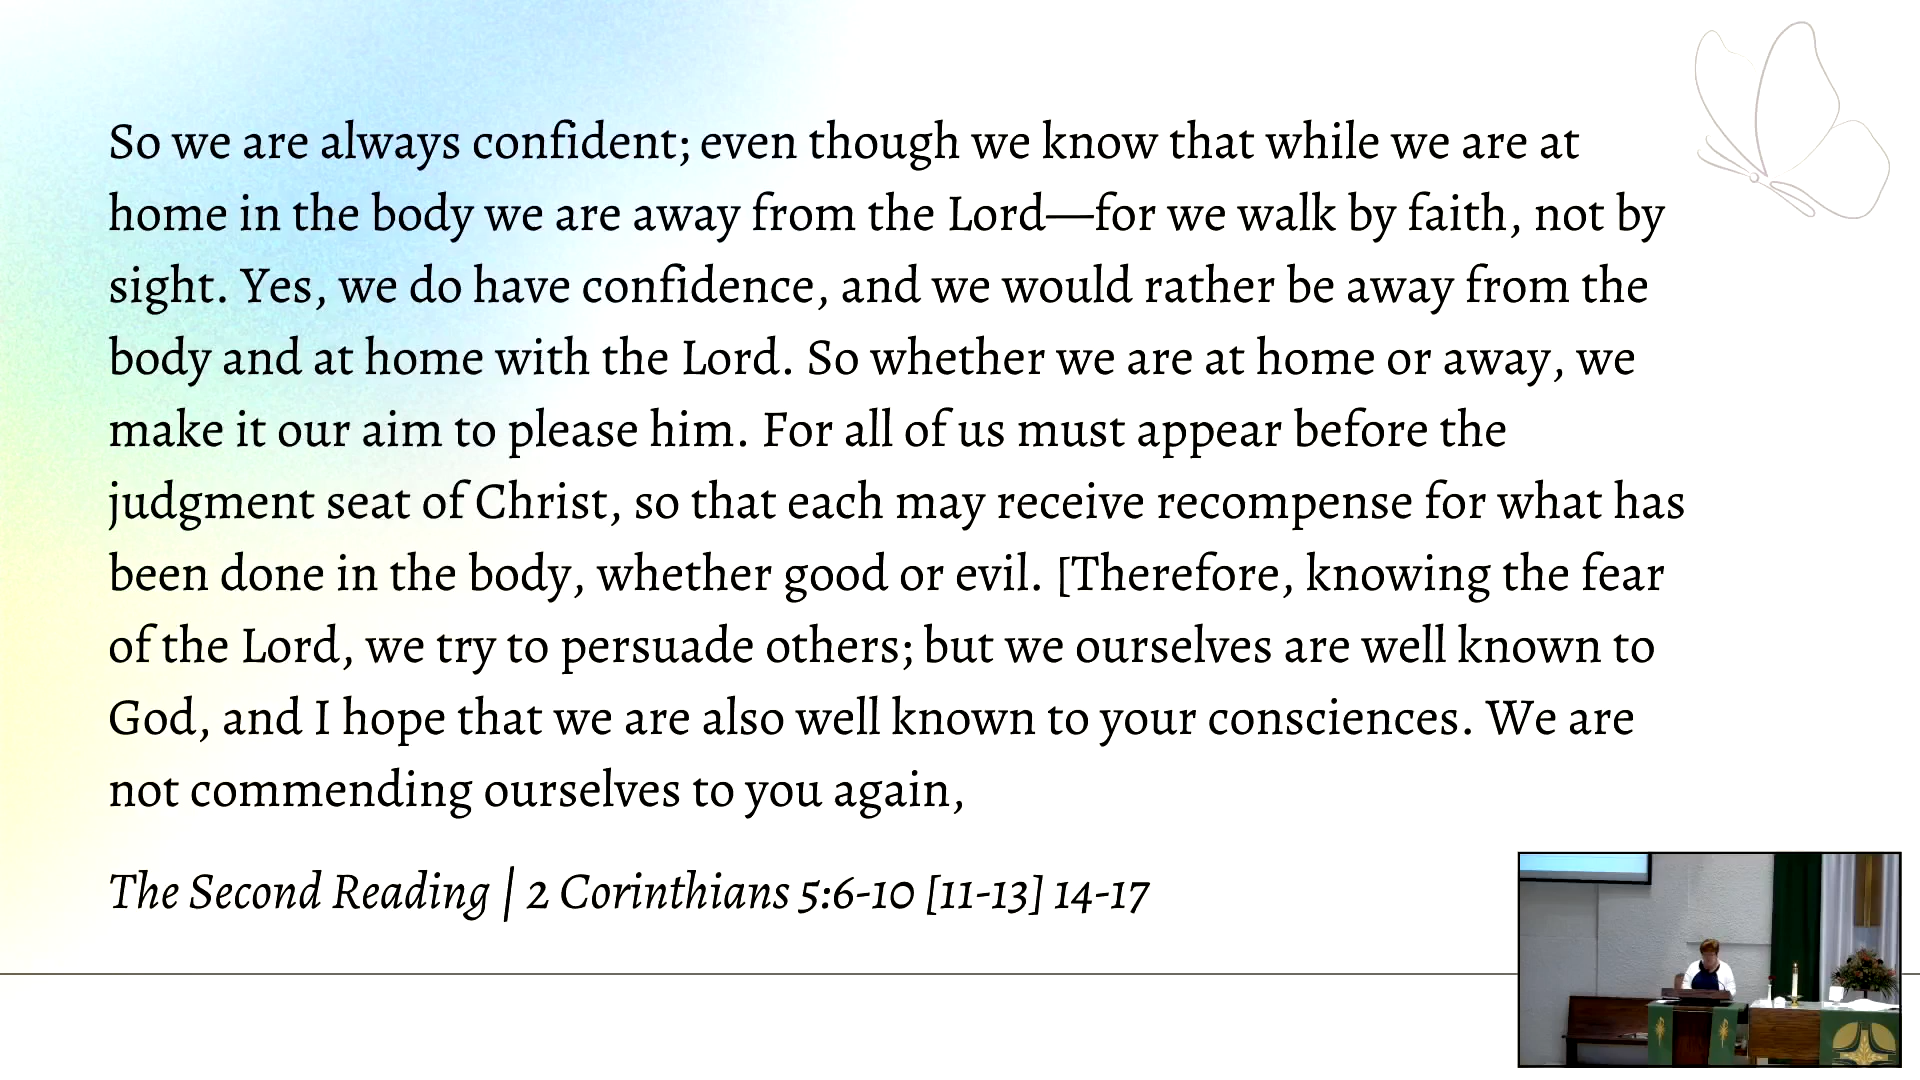 So we are always confident; even though we know that while we are at
home in the body we are away from the Lord—for we walk by faith, not by
sight. Yes, we do have confidence, and we would rather be away from the
body and at home with the Lord. So whether we are at home or away, we
make it our aim to please him. For all of us must appear before the
judgment seat of Christ, so that each may receive recompense for what has
been done in the body, whether good or evil. [Therefore, knowing the fear
of the Lord, we try to persuade others; but we ourselves are well known to
God, and I hope that we are also well known to your consciences. We are
not commending ourselves to you again,
The Second Reading | 2 Corinthians 5:6-10 [11-13] 14-17